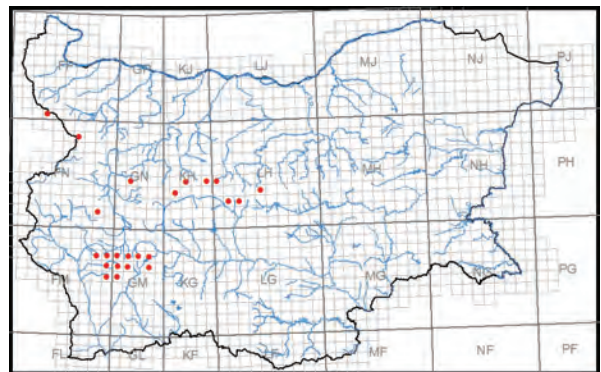 FP GP KJ LJ MJ NJ PJ
FN GN KH LH MH NH PH
FM GM KG LG MG NG PG
FL GL KF LF MF NF PF